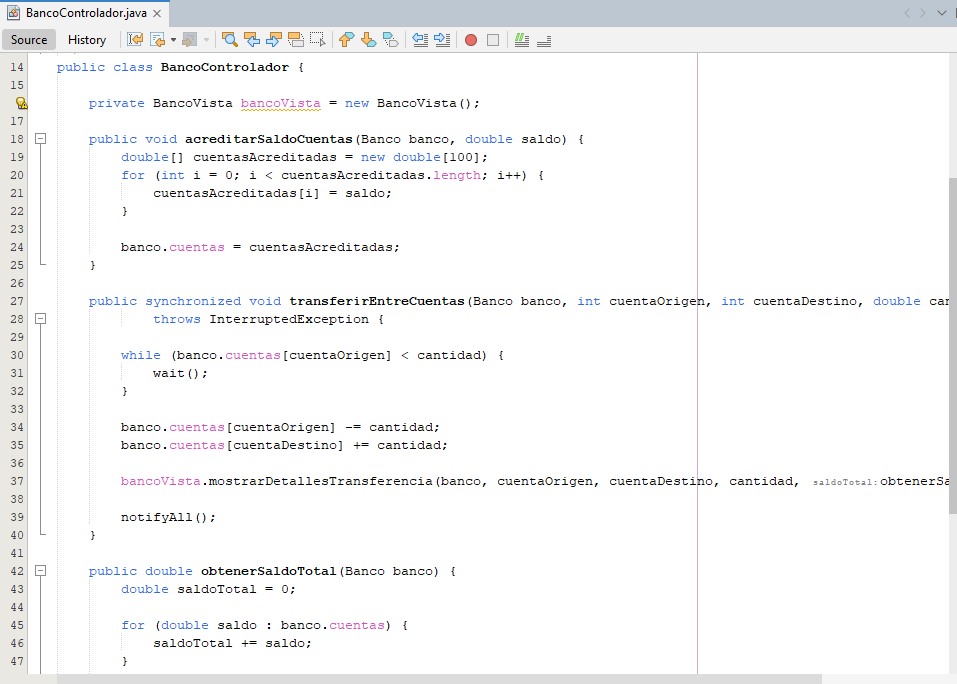 BancoControlador.java
Source History
14 public class BancoControlador {
15
private BancoVista bancoVista = new BancoVista();
17
18 public void acreditarSaldoCuentas(Banco banco, double saldo) {
19 double[] cuentasAcreditadas = new double[100];
20 for (int i = 0; i < cuentasAcreditadas.length; i++) {
21 cuentasAcreditadas[i] = saldo;
22 }
23
24 banco.cuentas = cuentasAcreditadas;
25 }
26
27 public synchronized void transferirEntreCuentas(Banco banco, int cuentaOrigen, int cuentaDestino, double can
28 throws InterruptedException {
29
30 while (banco.cuentas[cuentaOrigen] < cantidad) {
31 wait();
32 }
33
34 banco.cuentas[cuentaOrigen] -= cantidad;
35 banco.cuentas[cuentaDestino] += cantidad;
36
37 bancoVista.mostrarDetallesTransferencia(banco, cuentaOrigen, cuentaDestino, cantidad, saldoTotal: obtenerSa
38
39 notifyAll();
40 }
41
42 public double obtenerSaldoTotal(Banco banco) {
43 double saldoTotal = 0;
44
45 for (double saldo : banco.cuentas) {
46 saldoTotal += saldo;
47 }